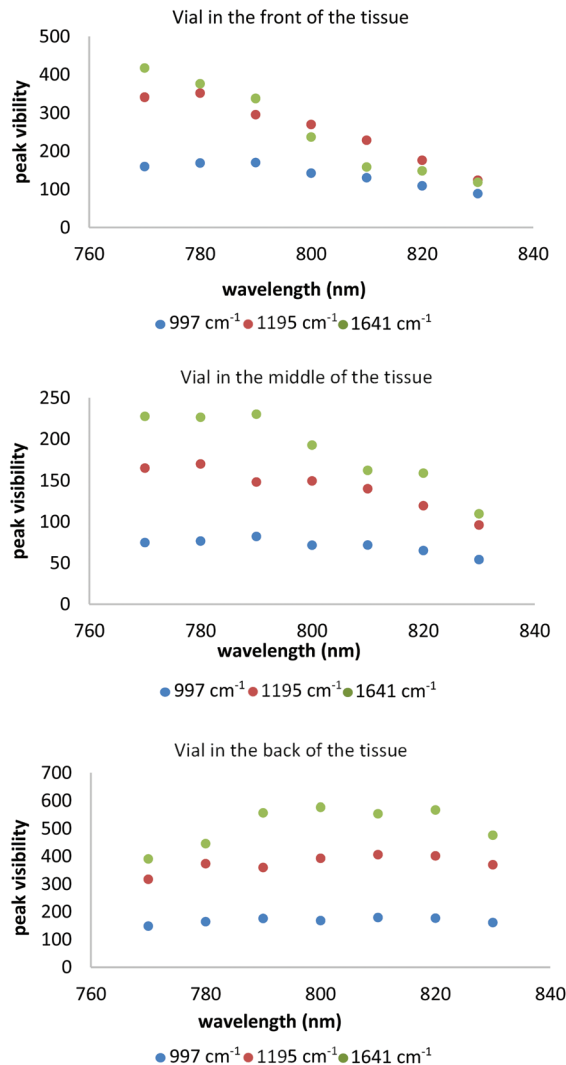 Vial in the front of the tissue
500
400
300
200
100
0
peak vibility
760 780 800 820 840
wavelength (nm)
997 cm⁻¹ 1195 cm⁻¹ 1641 cm⁻¹
Vial in the middle of the tissue
250
200
150
100
50
0
peak visibility
760 780 800 820 840
wavelength (nm)
997 cm⁻¹ 1195 cm⁻¹ 1641 cm⁻¹
Vial in the back of the tissue
700
600
500
400
300
200
100
0
peak visibility
760 780 800 820 840
wavelength (nm)
997 cm⁻¹ 1195 cm⁻¹ 1641 cm⁻¹